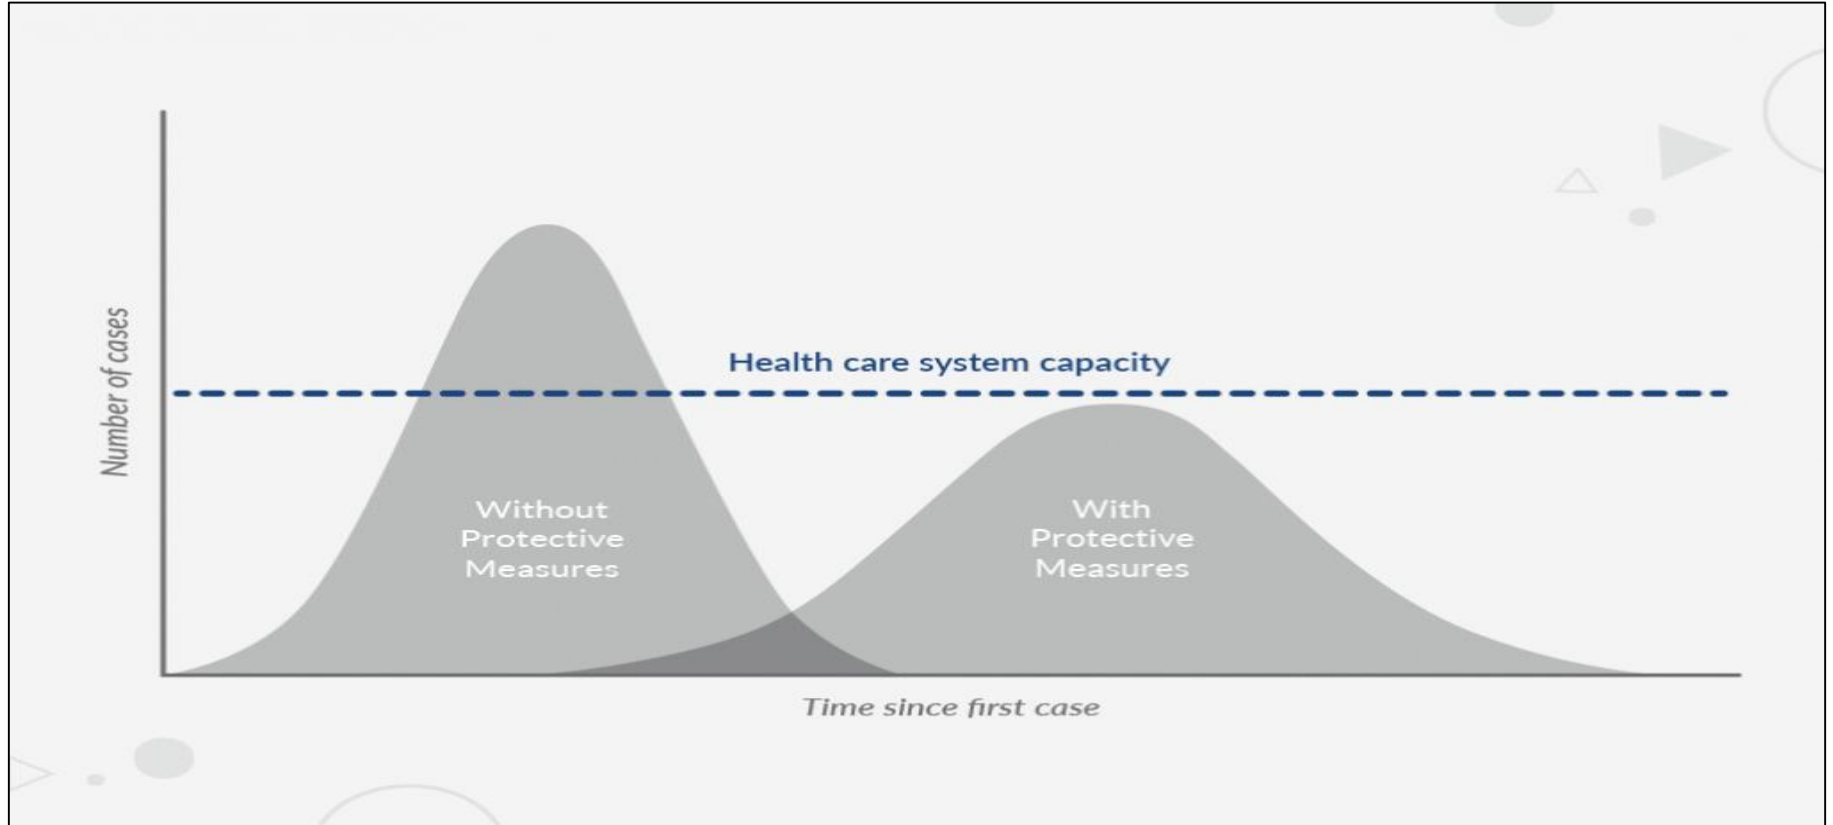 Number of cases
Health care system capacity
Without
Protective
Measures
With
Protective
Measures
Time since first case